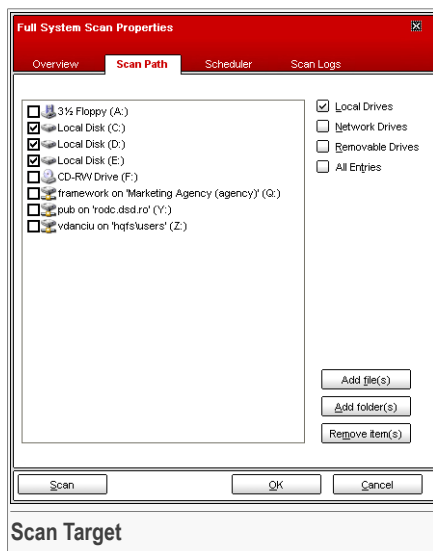 Full System Scan Properties
Overview
Scan Path
Scheduler
Scan Logs
3½ Floppy (A:)
Local Disk (C:)
Local Disk (D:)
Local Disk (E:)
CD-RW Drive (F:)
framework on 'Marketing Agency (agency)' (Q:)
pub on 'rodc.dsd.ro' (Y:)
vdanciu on 'hqfs\users' (Z:)
Local Drives
Network Drives
Removable Drives
All Entries
Add file(s)
Add folder(s)
Remove item(s)
Scan
OK
Cancel
Scan Target